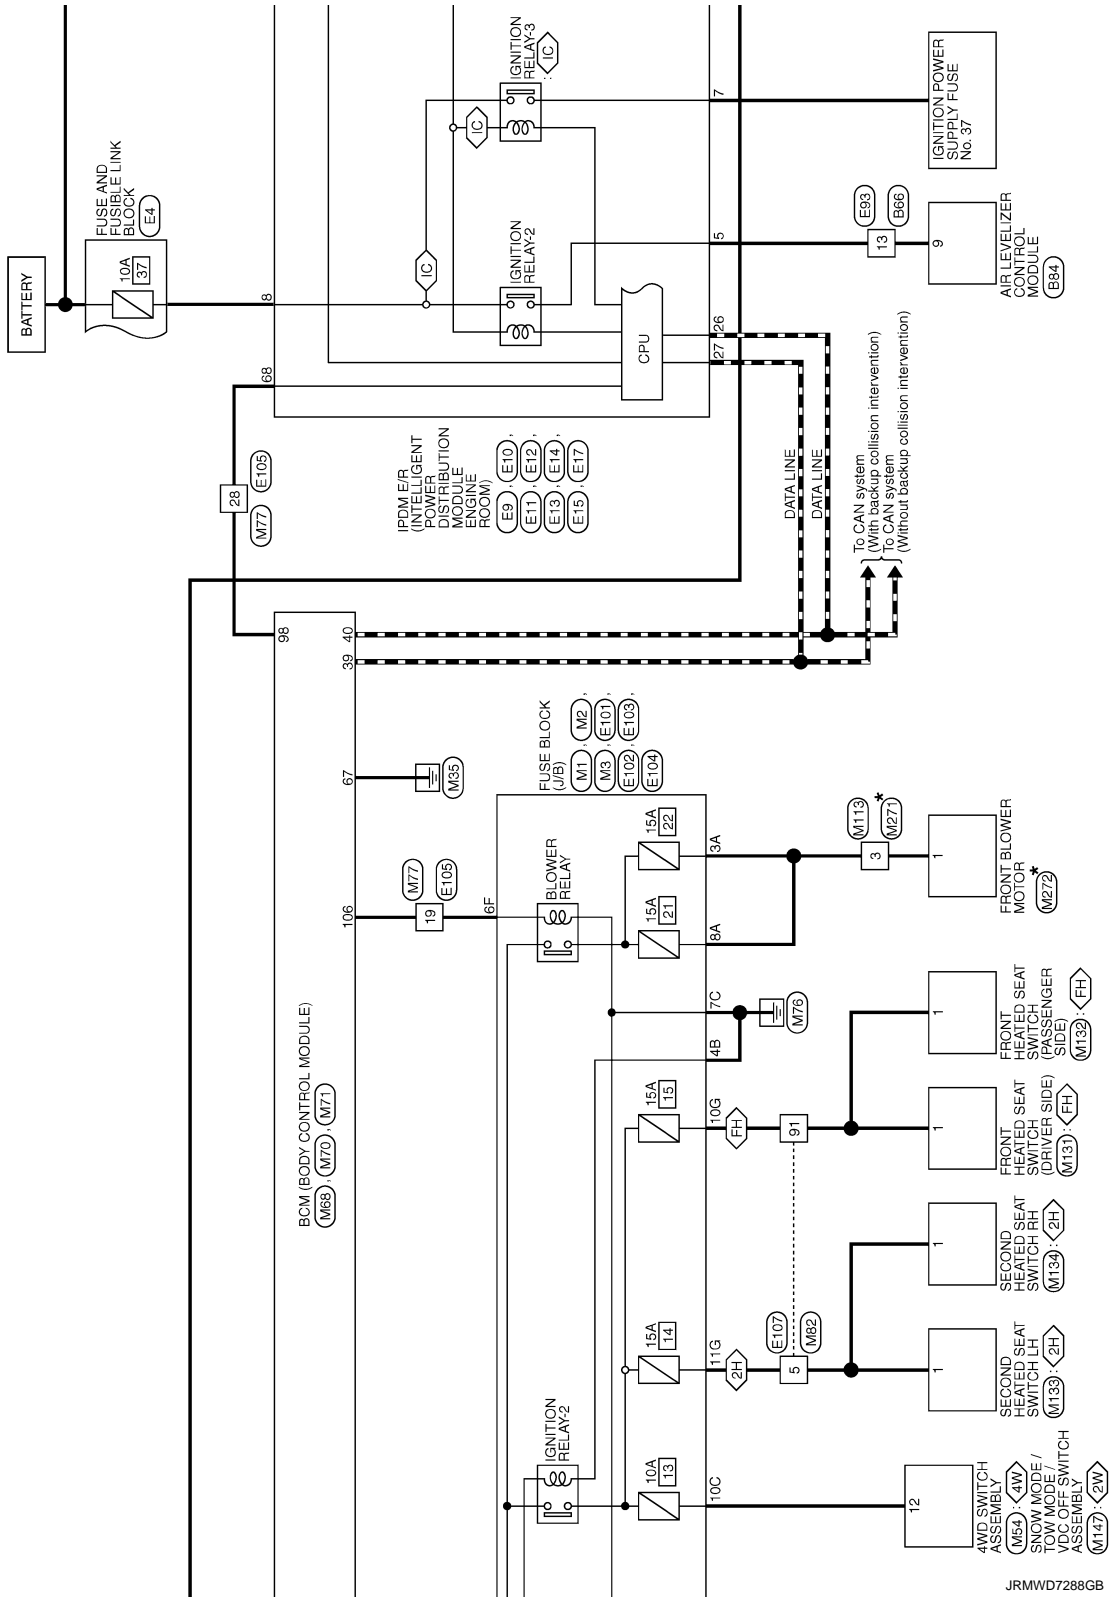 BATTERY
FUSE AND
FUSIBLE LINK
BLOCK
E4
10A
37
8
68
IC
IC
IGNITION
RELAY-3
: IC
IGNITION
RELAY-2
CPU
7
5
26
27
IGNITION POWER
SUPPLY FUSE
No. 37
E93
13
B66
9
AIR LEVELIZER
CONTROL
MODULE
B84
28
E105
M77
IPDM E/R
(INTELLIGENT
POWER
DISTRIBUTION
MODULE
ENGINE
ROOM)
E9 , E10 ,
E11 , E12 ,
E13 , E14 ,
E15 , E17
DATA LINE
DATA LINE
To CAN system
(With backup collision intervention)
To CAN system
(Without backup collision intervention)
98
40
39
67
M35
106
M77
19
E105
6F
BCM (BODY CONTROL MODULE)
M68 , M70 , M71
FUSE BLOCK
(J/B)
M1 , M2 ,
M3 , E101 ,
E102 , E103 ,
E104
BLOWER
RELAY
15A
22
15A
21
3A
8A
M113
3
M271*
1
FRONT BLOWER
MOTOR
M272*
7C
4B
M76
15A
15
10G
FH
91
1
FRONT
HEATED SEAT
SWITCH
(PASSENGER
SIDE)
M132 : FH
1
FRONT
HEATED SEAT
SWITCH
(DRIVER SIDE)
M131 : FH
15A
14
11G
2H
E107
5
M82
1
SECOND
HEATED SEAT
SWITCH RH
M134 : 2H
1
SECOND
HEATED SEAT
SWITCH LH
M133 : 2H
IGNITION
RELAY-2
10A
13
10C
12
4WD SWITCH
ASSEMBLY
M54 : 4W
SNOW MODE /
TOW MODE /
VDC OFF SWITCH
ASSEMBLY
M147 : 2W
JRMWD7288GB